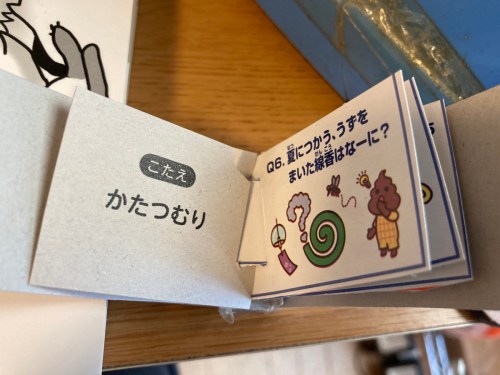 こたえ
かたつむり
Q6. 夏につかう、うずを
まいた線香はなーに?